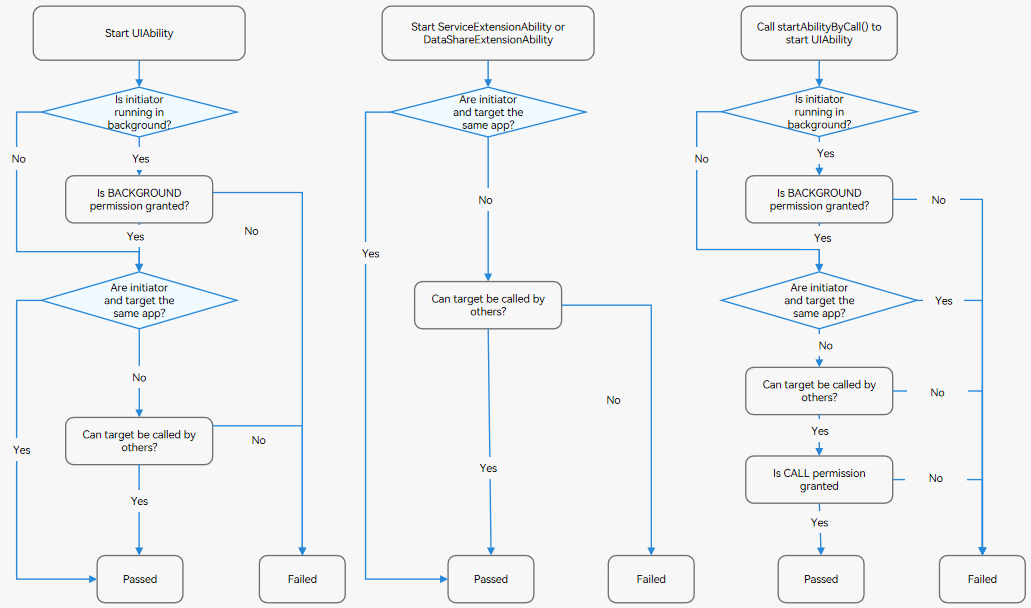 Start UIAbility
Is initiator
running in
background?
No
Yes
Is BACKGROUND
permission granted?
Yes
No
Are initiator
and target the
same app?
No
Can target be called by
others?
No
Yes
Yes
Passed
Failed
Start ServiceExtensionAbility or
DataShareExtensionAbility
Are initiator
and target the
same app?
No
Yes
Can target be called by
others?
No
Yes
Passed
Failed
Call startAbilityByCall() to
start UIAbility
Is initiator
running in
background?
No
Yes
Is BACKGROUND
permission granted?
No
Yes
Are initiator
and target the
same app?
Yes
No
Can target be called by
others?
No
Yes
Is CALL permission
granted
No
Yes
Passed
Failed